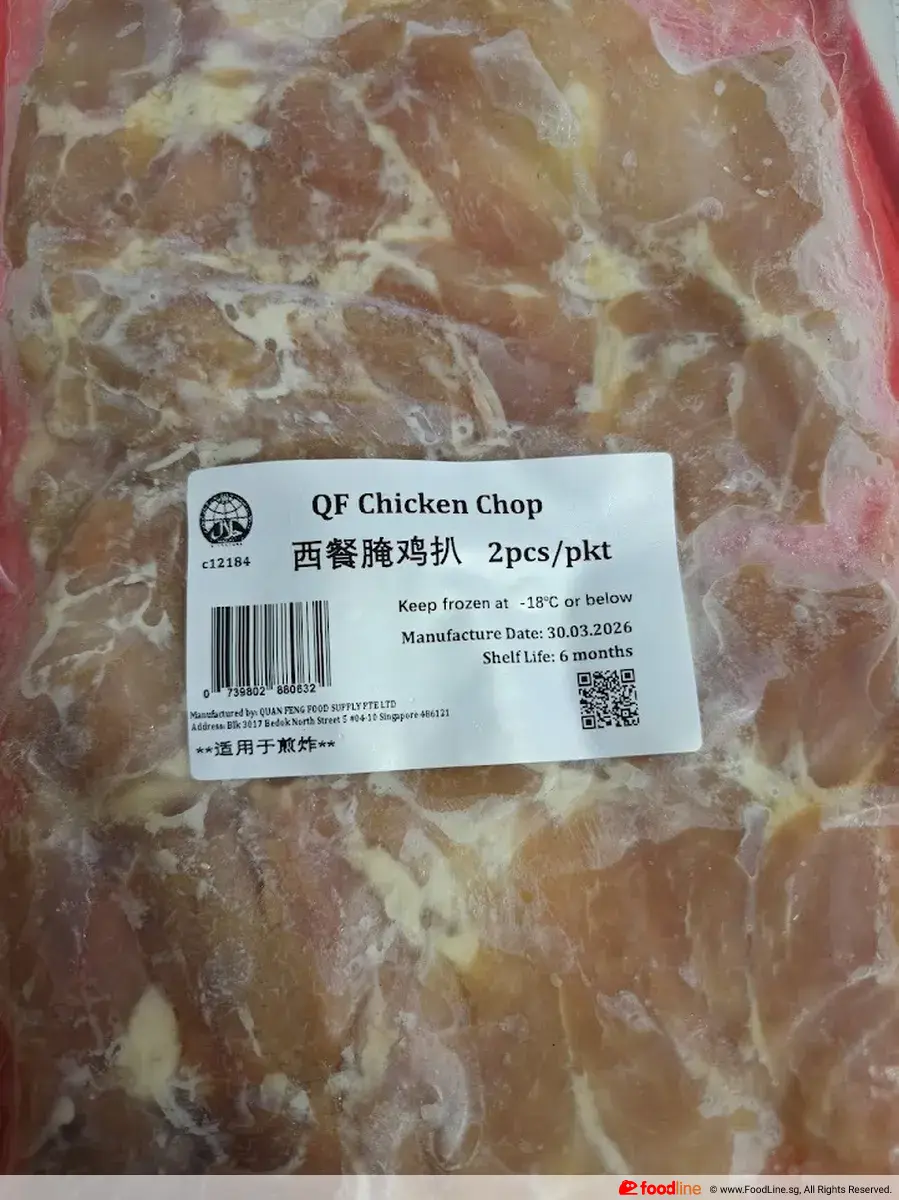 QF Chicken Chop
c12184
西餐腌鸡扒 2pcs/pkt
Keep frozen at -18℃ or below
Manufacture Date: 30.03.2026
Shelf Life: 6 months
0 739802 880632
Manufactured by: QUAN FENG FOOD SUPPLY PTE LTD
Address: Blk 3017 Bedok North Street 5 #04-10 Singapore 486121
**适用于煎炸**
foodline © www.FoodLine.sg, All Rights Reserved.